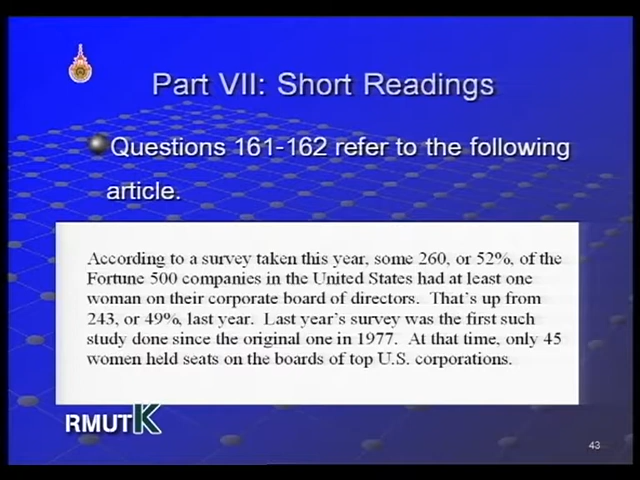 Part VII: Short Readings
Questions 161-162 refer to the following
article.
According to a survey taken this year, some 260, or 52%, of the
Fortune 500 companies in the United States had at least one
woman on their corporate board of directors. That's up from
243, or 49%, last year. Last year's survey was the first such
study done since the original one in 1977. At that time, only 45
women held seats on the boards of top U.S. corporations.
RMUTK
43